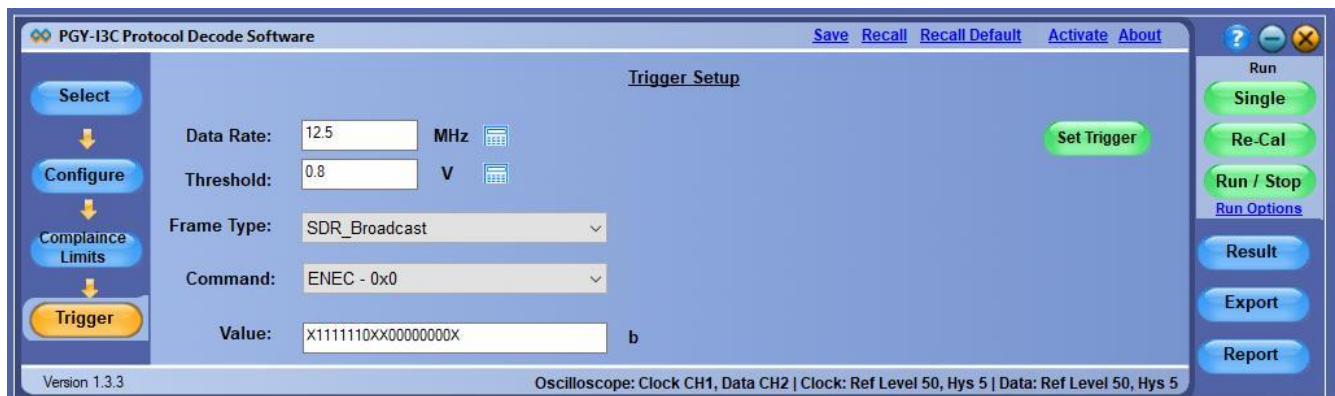 PGY-I3C Protocol Decode Software
Save Recall Recall Default Activate About
Select
Configure
Complaince
Limits
Trigger
Trigger Setup
Data Rate: 12.5 MHz
Set Trigger
Threshold: 0.8 V
Frame Type: SDR_Broadcast
Command: ENEC - 0x0
Value: X1111110XX00000000X b
?
Run
Single
Re-Cal
Run / Stop
Run Options
Result
Export
Report
Version 1.3.3
Oscilloscope: Clock CH1, Data CH2 | Clock: Ref Level 50, Hys 5 | Data: Ref Level 50, Hys 5